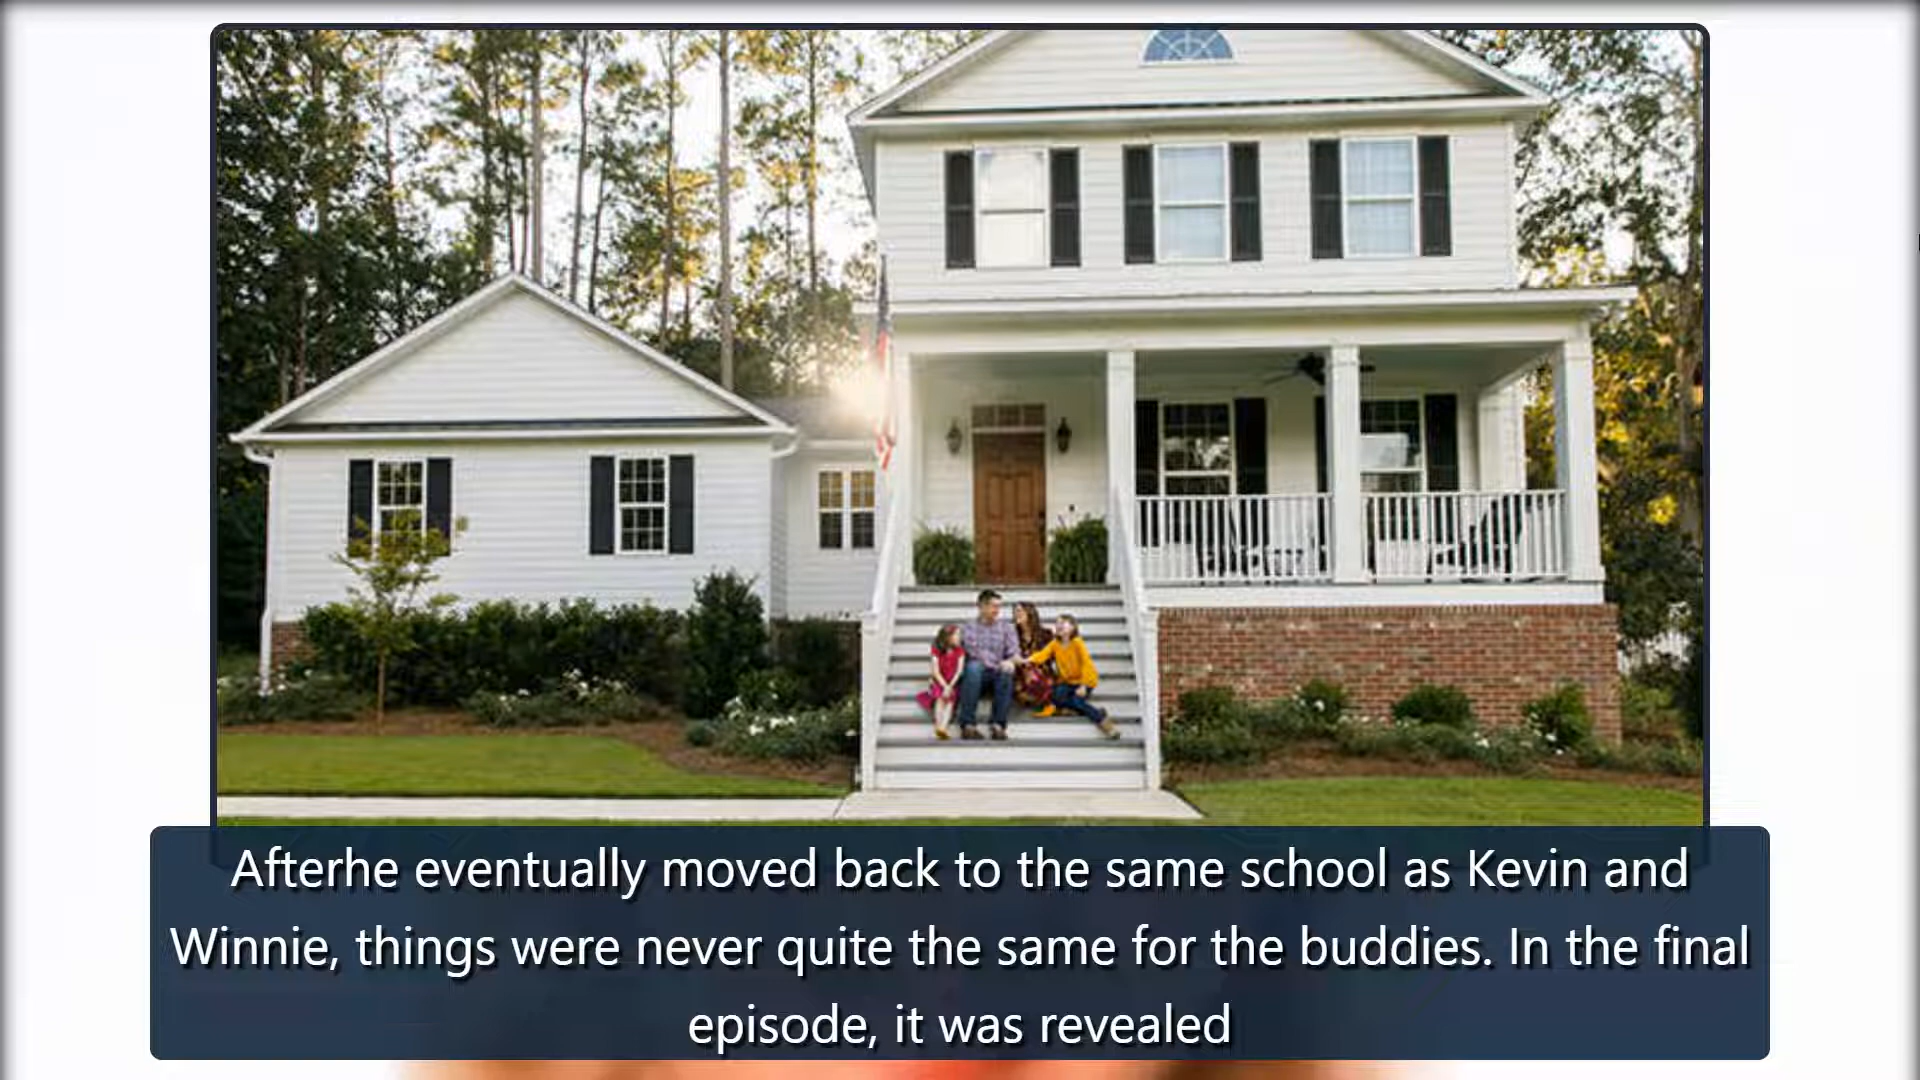 Afterhe eventually moved back to the same school as Kevin and
Winnie, things were never quite the same for the buddies. In the final
episode, it was revealed